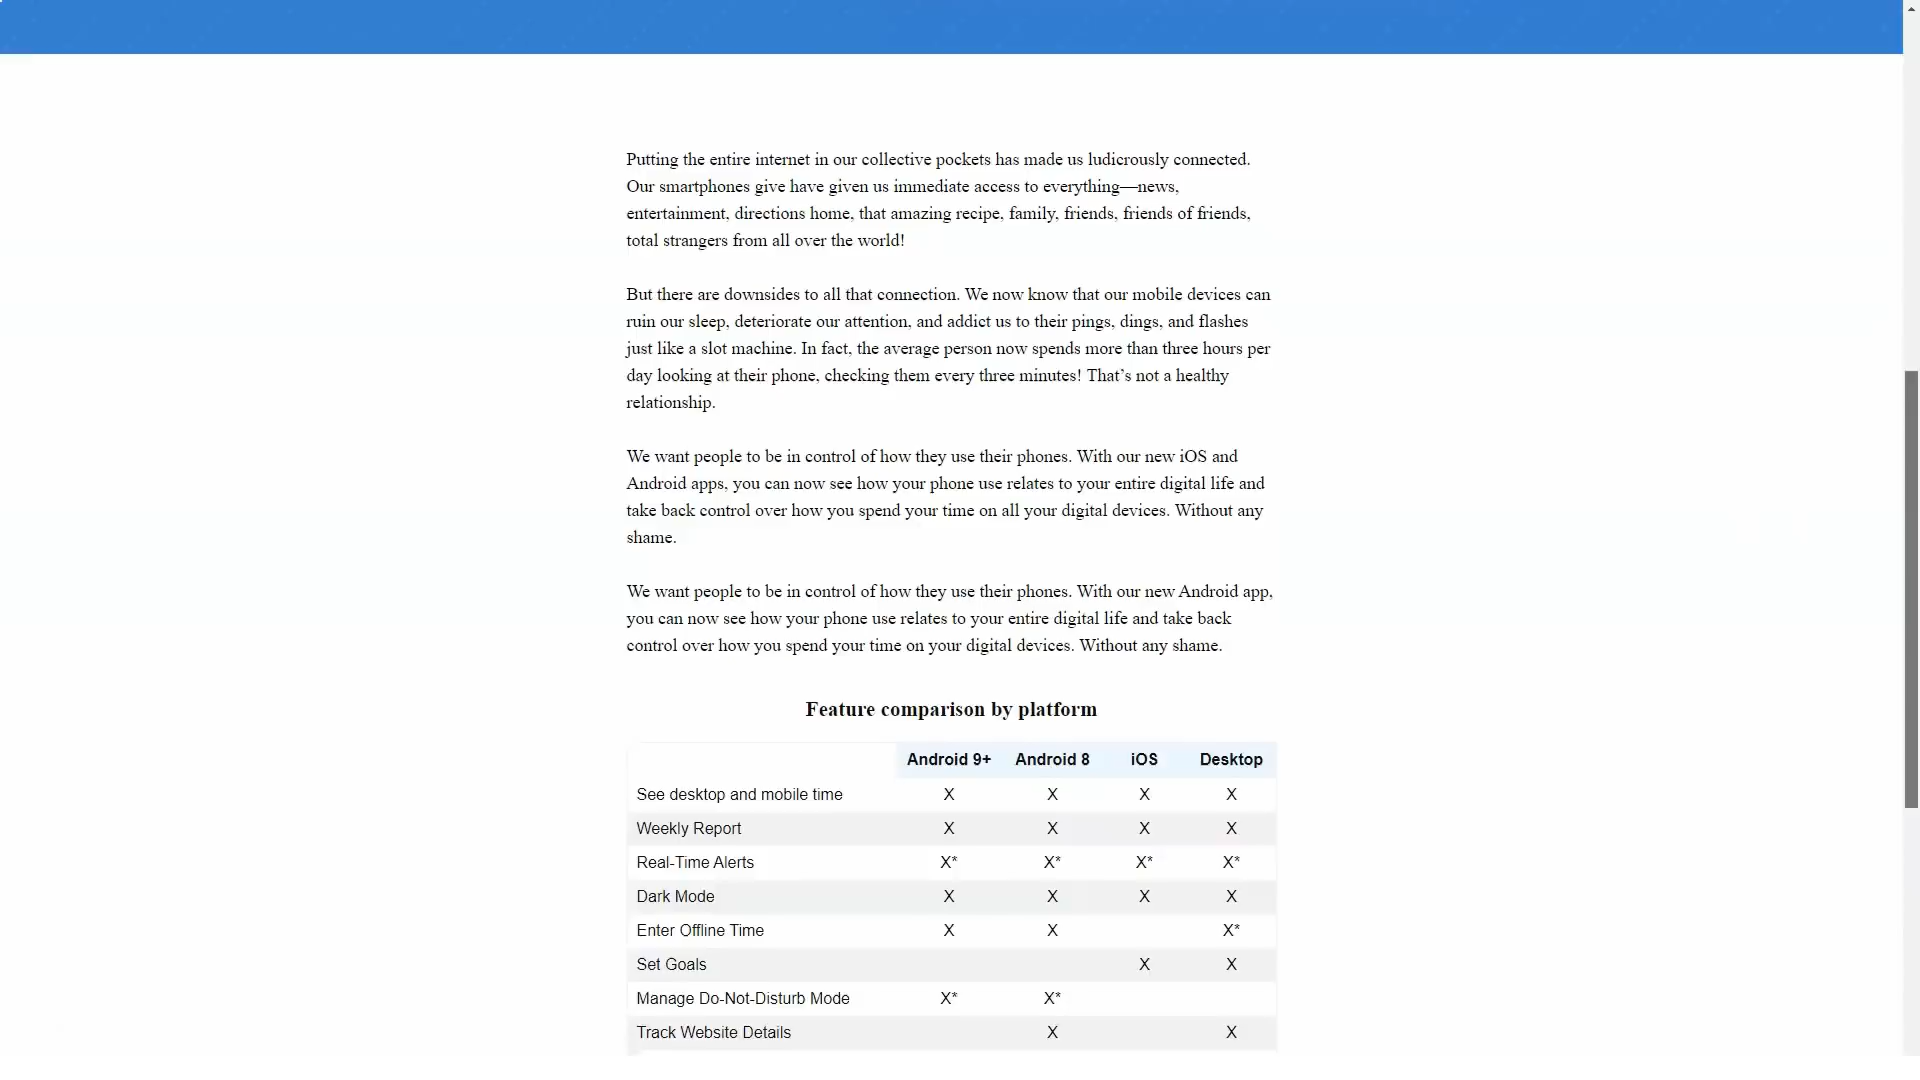 Putting the entire internet in our collective pockets has made us ludicrously connected.
Our smartphones give have given us immediate access to everything—news,
entertainment, directions home, that amazing recipe, family, friends, friends of friends,
total strangers from all over the world!
But there are downsides to all that connection. We now know that our mobile devices can
ruin our sleep, deteriorate our attention, and addict us to their pings, dings, and flashes
just like a slot machine. In fact, the average person now spends more than three hours per
day looking at their phone, checking them every three minutes! That’s not a healthy
relationship.
We want people to be in control of how they use their phones. With our new iOS and
Android apps, you can now see how your phone use relates to your entire digital life and
take back control over how you spend your time on all your digital devices. Without any
shame.
We want people to be in control of how they use their phones. With our new Android app,
you can now see how your phone use relates to your entire digital life and take back
control over how you spend your time on your digital devices. Without any shame.
Feature comparison by platform
Android 9+ Android 8 iOS Desktop
See desktop and mobile time X X X X
Weekly Report X X X X
Real-Time Alerts X* X* X* X*
Dark Mode X X X X
Enter Offline Time X X X*
Set Goals X X
Manage Do-Not-Disturb Mode X* X*
Track Website Details X X